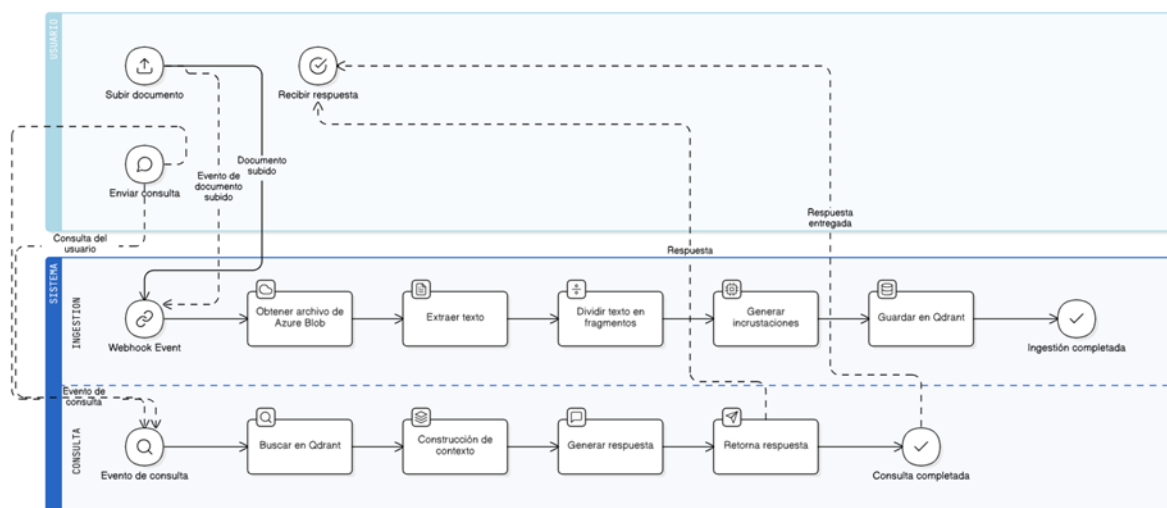 USUARIO
Subir documento
Recibir respuesta
Enviar consulta
Documento
subido
Evento de
documento
subido
Respuesta
entregada
Consulta del
usuario
Respuesta
SISTEMA
INGESTION
Webhook Event
Obtener archivo de
Azure Blob
Extraer texto
Dividir texto en
fragmentos
Generar
incrustaciones
Guardar en Qdrant
Ingestión completada
Evento de
consulta
CONSULTA
Evento de consulta
Buscar en Qdrant
Construcción de
contexto
Generar respuesta
Retorna respuesta
Consulta completada